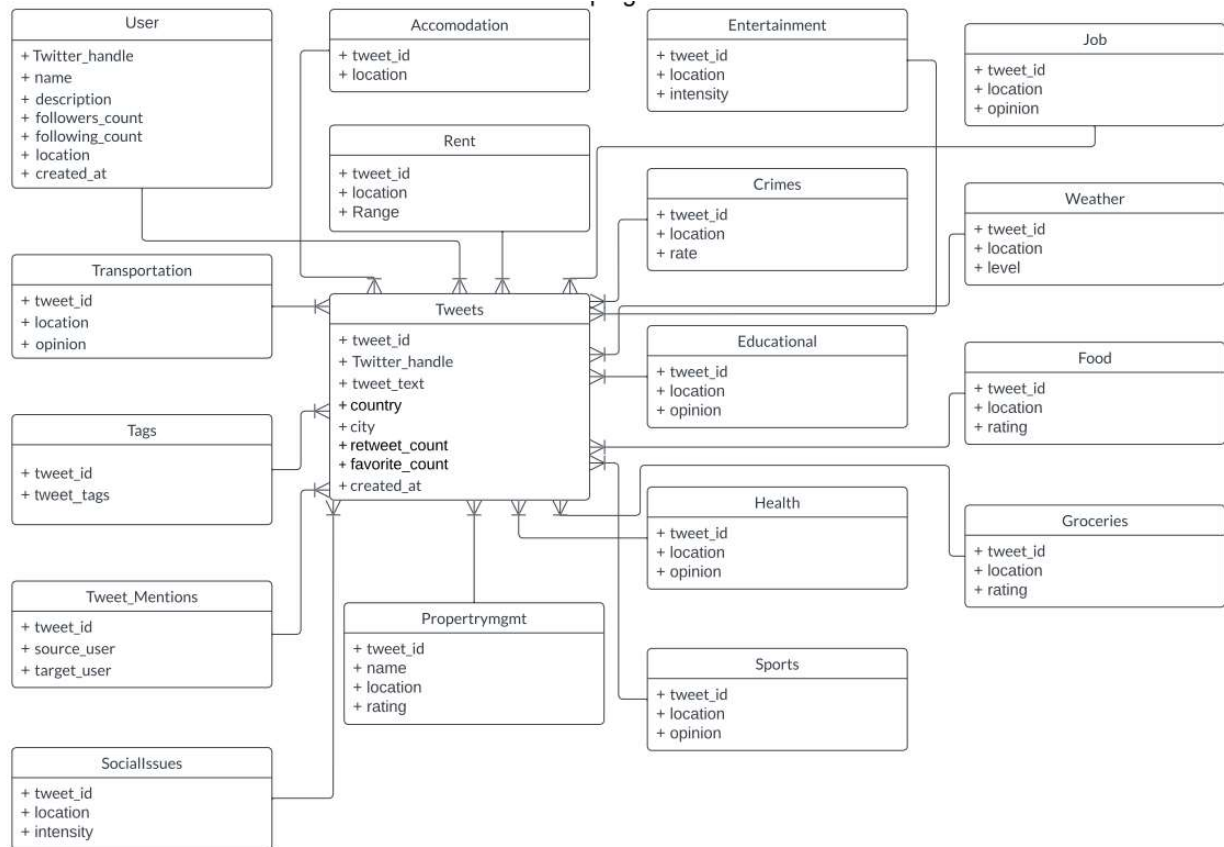 User
+ Twitter_handle
+ name
+ description
+ followers_count
+ following_count
+ location
+ created_at
Accomodation
+ tweet_id
+ location
Entertainment
+ tweet_id
+ location
+ intensity
Job
+ tweet_id
+ location
+ opinion
Rent
+ tweet_id
+ location
+ Range
Crimes
+ tweet_id
+ location
+ rate
Weather
+ tweet_id
+ location
+ level
Transportation
+ tweet_id
+ location
+ opinion
Tweets
+ tweet_id
+ Twitter_handle
+ tweet_text
+ country
+ city
+ retweet_count
+ favorite_count
+ created_at
Educational
+ tweet_id
+ location
+ opinion
Food
+ tweet_id
+ location
+ rating
Tags
+ tweet_id
+ tweet_tags
Health
+ tweet_id
+ location
+ opinion
Groceries
+ tweet_id
+ location
+ rating
Tweet_Mentions
+ tweet_id
+ source_user
+ target_user
Propertrymgmt
+ tweet_id
+ name
+ location
+ rating
Sports
+ tweet_id
+ location
+ opinion
SocialIssues
+ tweet_id
+ location
+ intensity